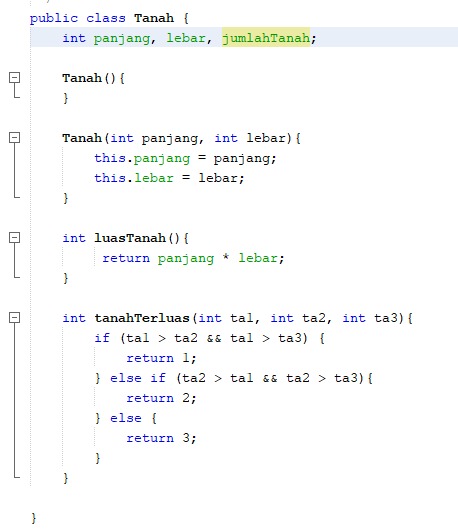 public class Tanah {
    int panjang, lebar, jumlahTanah;
    Tanah(){
    }
    Tanah(int panjang, int lebar){
        this.panjang = panjang;
        this.lebar = lebar;
    }
    int luasTanah(){
         return panjang * lebar;
    }
    int tanahTerluas(int ta1, int ta2, int ta3){
        if (ta1 > ta2 && ta1 > ta3) {
            return 1;
        } else if (ta2 > ta1 && ta2 > ta3){
            return 2;
        } else {
            return 3;
        }
    }
}